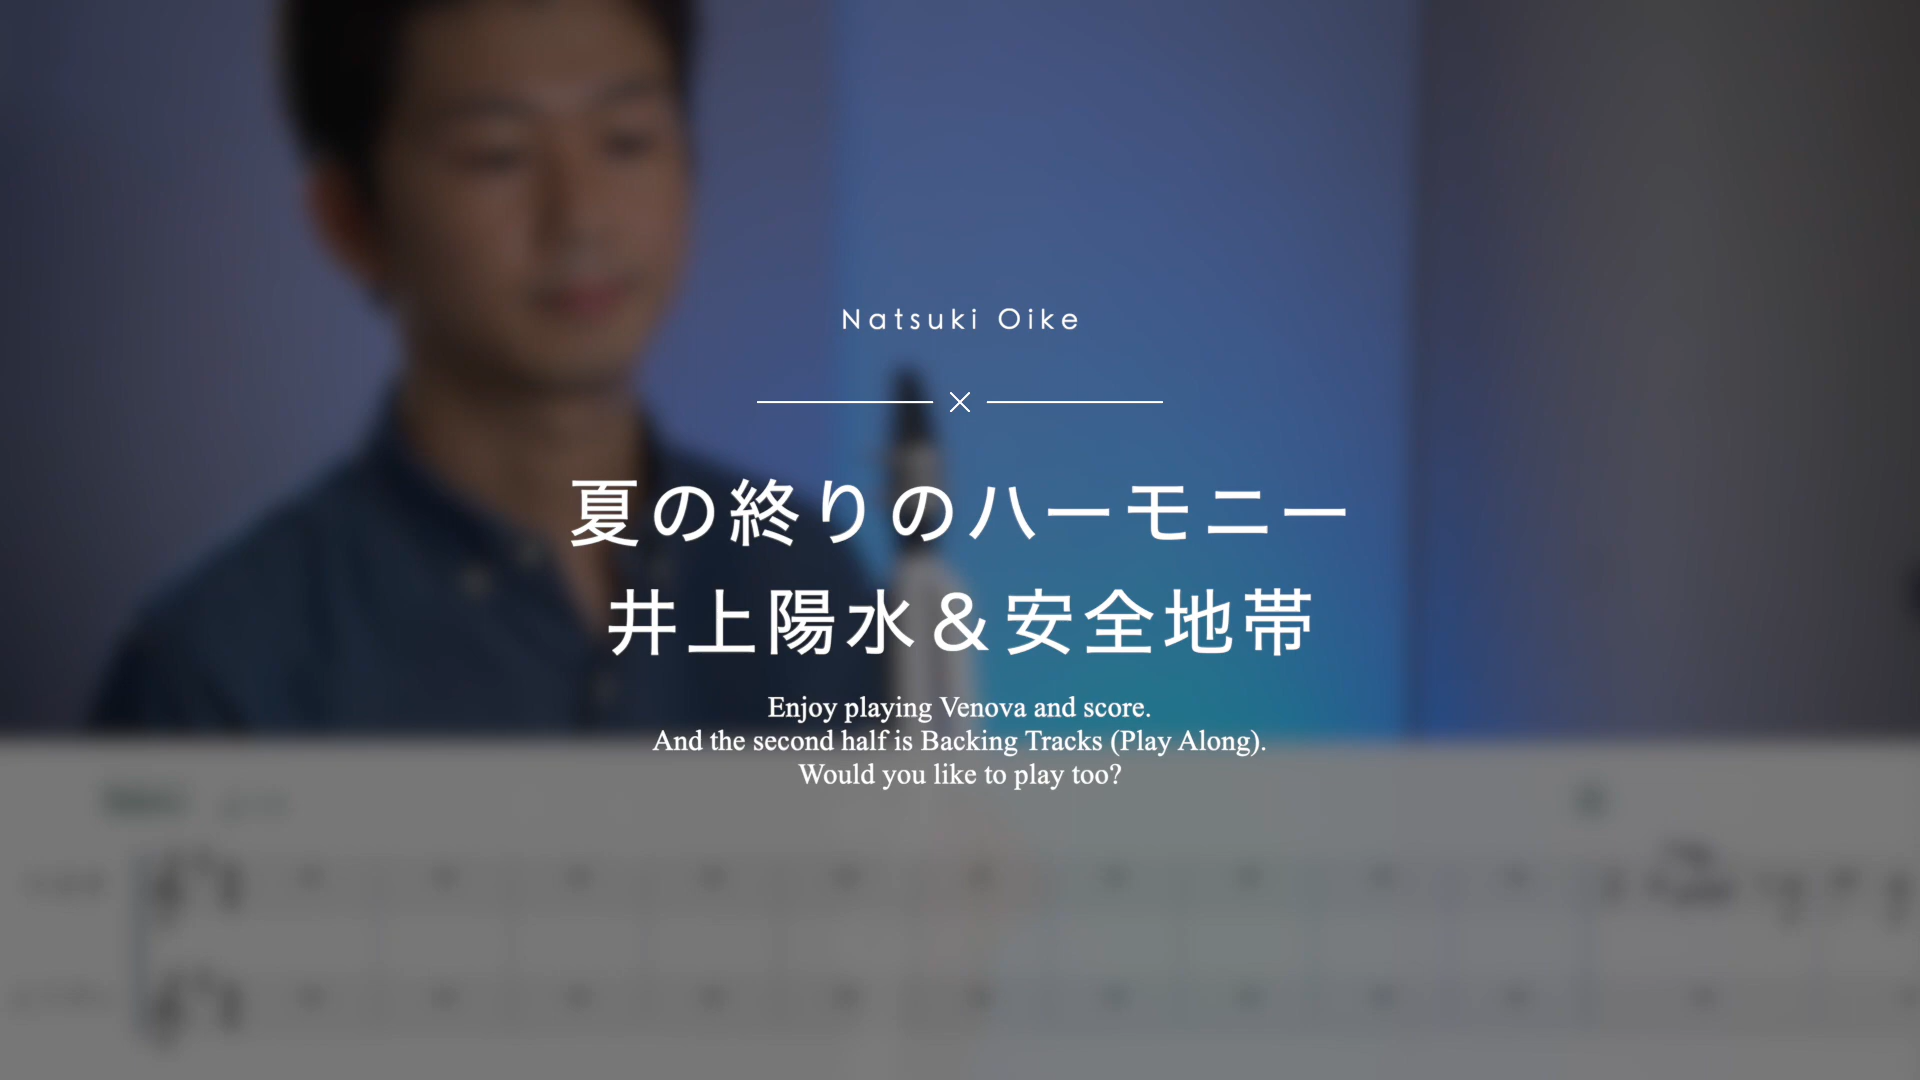 Natsuki Oike
夏の終りのハーモニー
井上陽水＆安全地帯
Enjoy playing Venova and score.
And the second half is Backing Tracks (Play Along).
Would you like to play too?